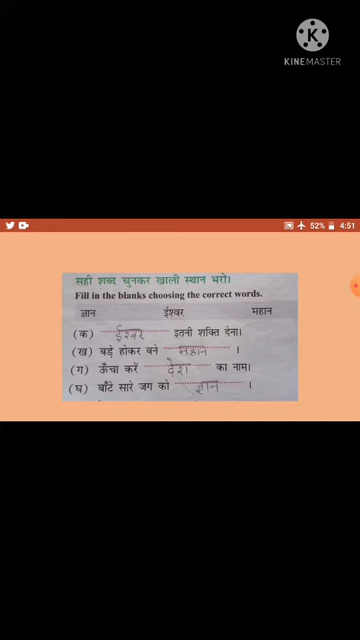 KINEMASTER
52% 4:51
सही शब्द चुनकर खाली स्थान भरो।
Fill in the blanks choosing the correct words.
ज्ञान ईश्वर महान
(क) ईश्वर इतनी शक्ति देना।
(ख) बड़े होकर बने महान ।
(ग) ऊँचा करें देश का नाम।
(घ) बाँटे सारे जग को ज्ञान ।